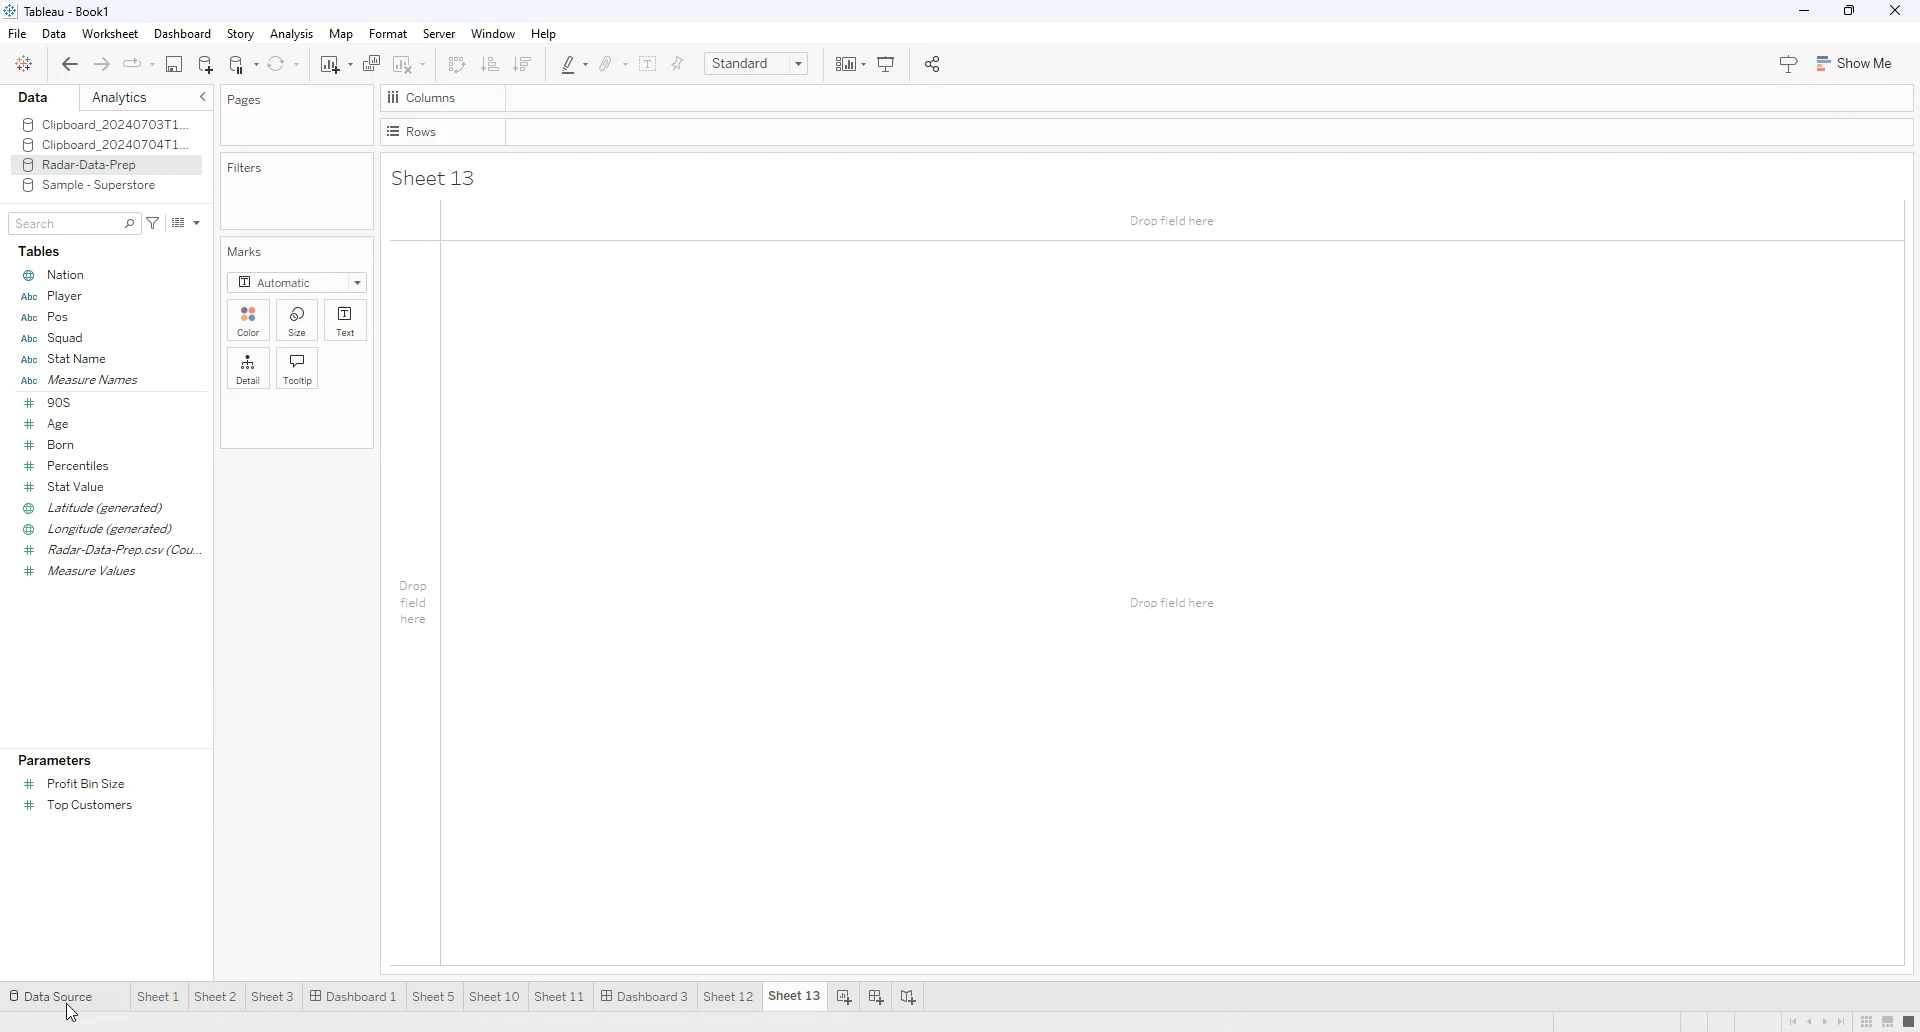 Tableau - Book1
File Data Worksheet Dashboard Story Analysis Map Format Server Window Help
Standard
Show Me
Data Analytics
Clipboard_20240703T1...
Clipboard_20240704T1...
Radar-Data-Prep
Sample - Superstore
Search
Tables
Nation
Abc Player
Abc Pos
Abc Squad
Abc Stat Name
Abc Measure Names
# 90S
# Age
# Born
# Percentiles
# Stat Value
Latitude (generated)
Longitude (generated)
# Radar-Data-Prep.csv (Cou...
# Measure Values
Parameters
# Profit Bin Size
# Top Customers
Pages
Filters
Marks
T Automatic
Color Size Text
Detail Tooltip
Columns
Rows
Sheet 13
Drop field here
Drop
field
here
Drop field here
Data Source Sheet 1 Sheet 2 Sheet 3 Dashboard 1 Sheet 5 Sheet 10 Sheet 11 Dashboard 3 Sheet 12 Sheet 13